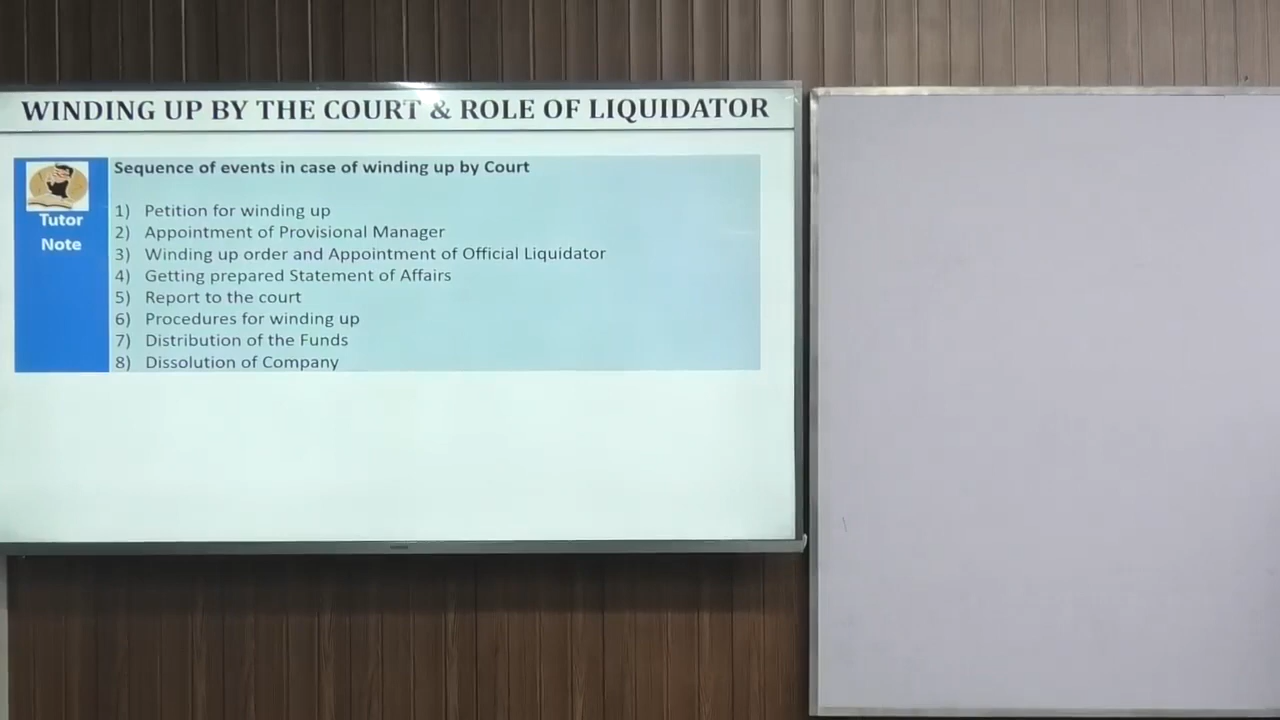 WINDING UP BY THE COURT & ROLE OF LIQUIDATOR
Tutor
Note
Sequence of events in case of winding up by Court
1) Petition for winding up
2) Appointment of Provisional Manager
3) Winding up order and Appointment of Official Liquidator
4) Getting prepared Statement of Affairs
5) Report to the court
6) Procedures for winding up
7) Distribution of the Funds
8) Dissolution of Company